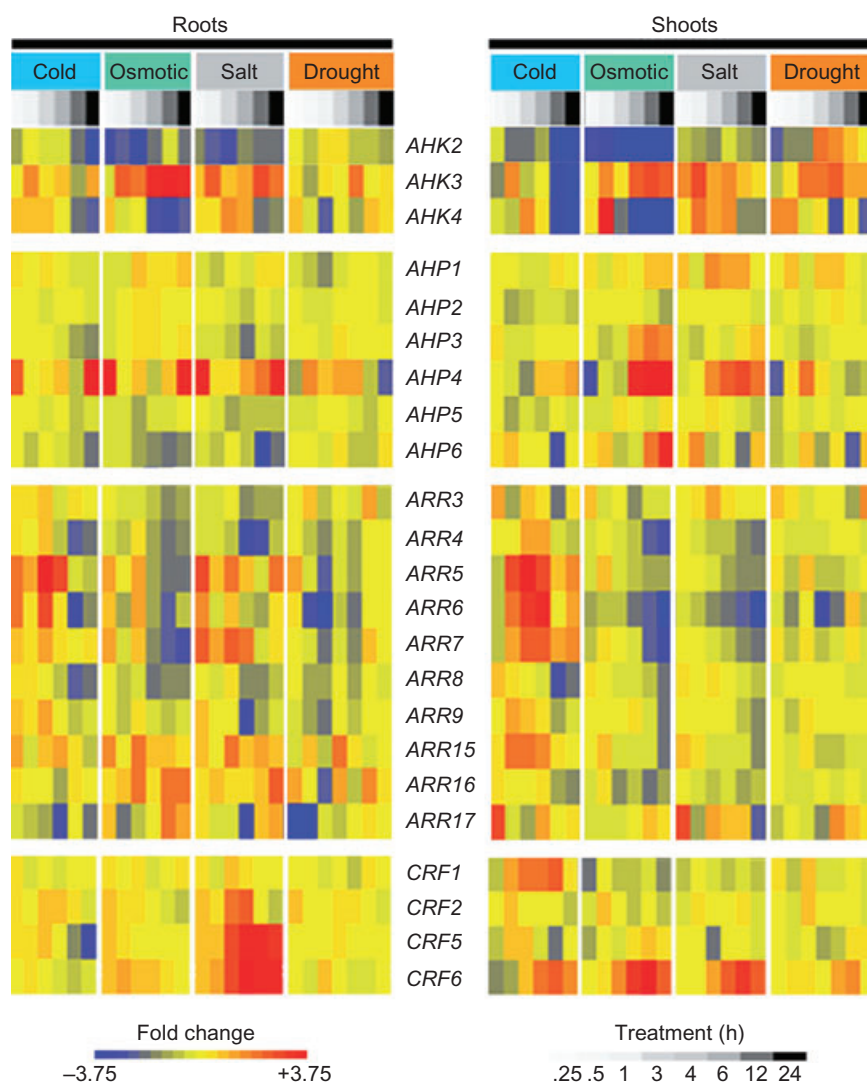 Roots Shoots
Cold Osmotic Salt Drought Cold Osmotic Salt Drought
AHK2
AHK3
AHK4
AHP1
AHP2
AHP3
AHP4
AHP5
AHP6
ARR3
ARR4
ARR5
ARR6
ARR7
ARR8
ARR9
ARR15
ARR16
ARR17
CRF1
CRF2
CRF5
CRF6
Fold change Treatment (h)
–3.75 +3.75 .25 .5 1 3 4 6 12 24